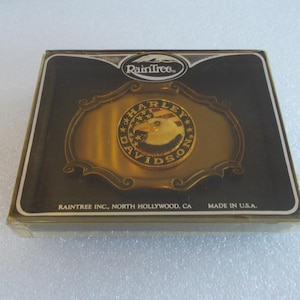 RainTree
HARLEY
DAVIDSON
RAINTREE INC., NORTH HOLLYWOOD, CA MADE IN U.S.A.